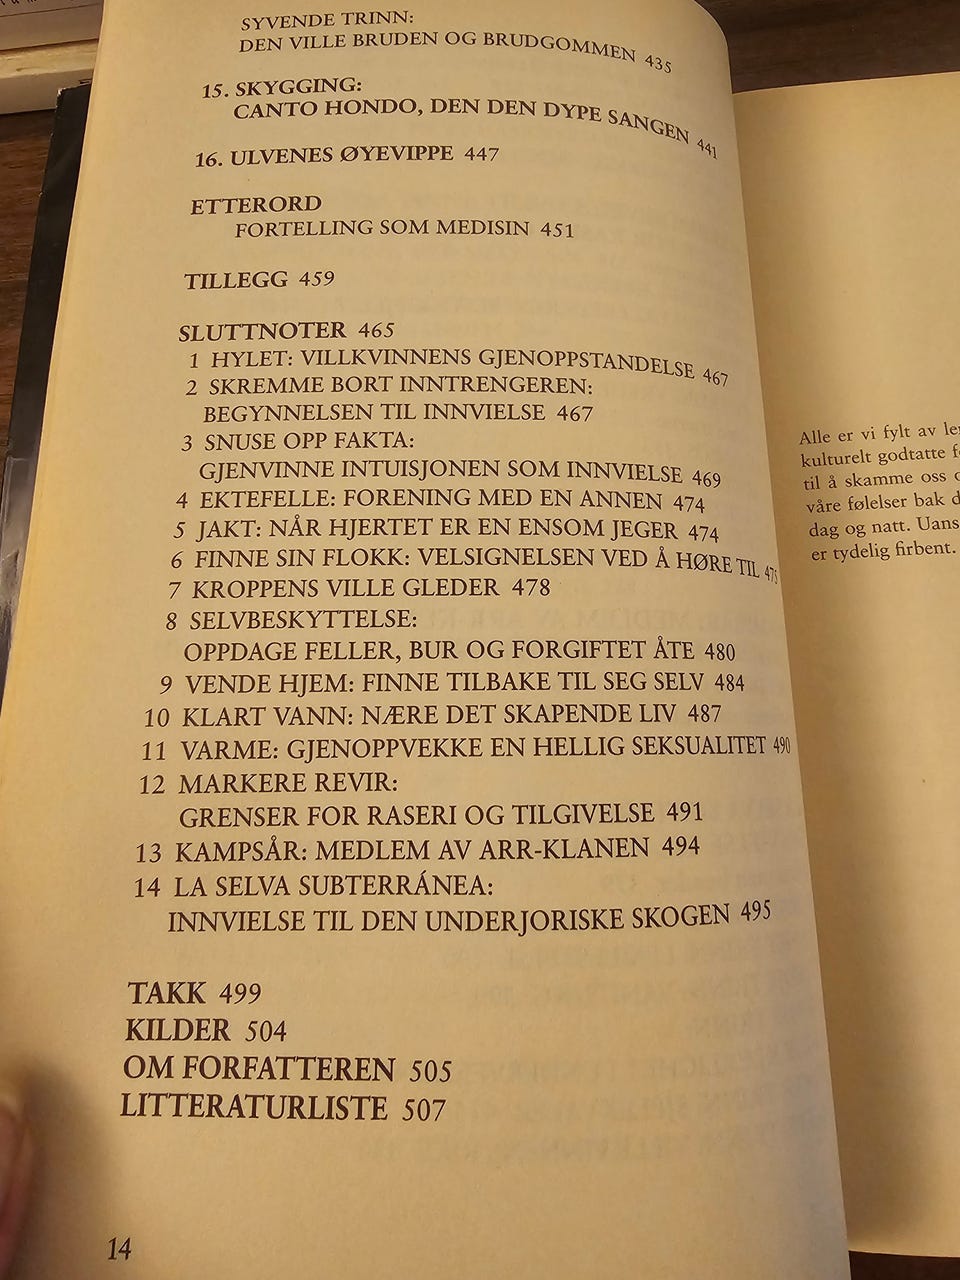 SYVENDE TRINN:
DEN VILLE BRUDEN OG BRUDGOMMEN 435
15. SKYGGING:
CANTO HONDO, DEN DEN DYPE SANGEN 441
16. ULVENES ØYEVIPPE 447
ETTERORD
FORTELLING SOM MEDISIN 451
TILLEGG 459
SLUTTNOTER 465
1 HYLET: VILLKVINNENS GJENOPPSTANDELSE 467
2 SKREMME BORT INNTRENGEREN:
BEGYNNELSEN TIL INNVIELSE 467
3 SNUSE OPP FAKTA:
GJENVINNE INTUISJONEN SOM INNVIELSE 469
4 EKTEFELLE: FORENING MED EN ANNEN 474
5 JAKT: NÅR HJERTET ER EN ENSOM JEGER 474
6 FINNE SIN FLOKK: VELSIGNELSEN VED Å HØRE TIL 475
7 KROPPENS VILLE GLEDER 478
8 SELVBESKYTTELSE:
OPPDAGE FELLER, BUR OG FORGIFTET ÅTE 480
9 VENDE HJEM: FINNE TILBAKE TIL SEG SELV 484
10 KLART VANN: NÆRE DET SKAPENDE LIV 487
11 VARME: GJENOPPVEKKE EN HELLIG SEKSUALITET 490
12 MARKERE REVIR:
GRENSER FOR RASERI OG TILGIVELSE 491
13 KAMPSÅR: MEDLEM AV ARR-KLANEN 494
14 LA SELVA SUBTERRÁNEA:
INNVIELSE TIL DEN UNDERJORISKE SKOGEN 495
TAKK 499
KILDER 504
OM FORFATTEREN 505
LITTERATURLISTE 507
14
Alle er vi fylt av
kulturelt godtatte
til å skamme oss
våre følelser bak
dag og natt. Uans
er tydelig firbent.